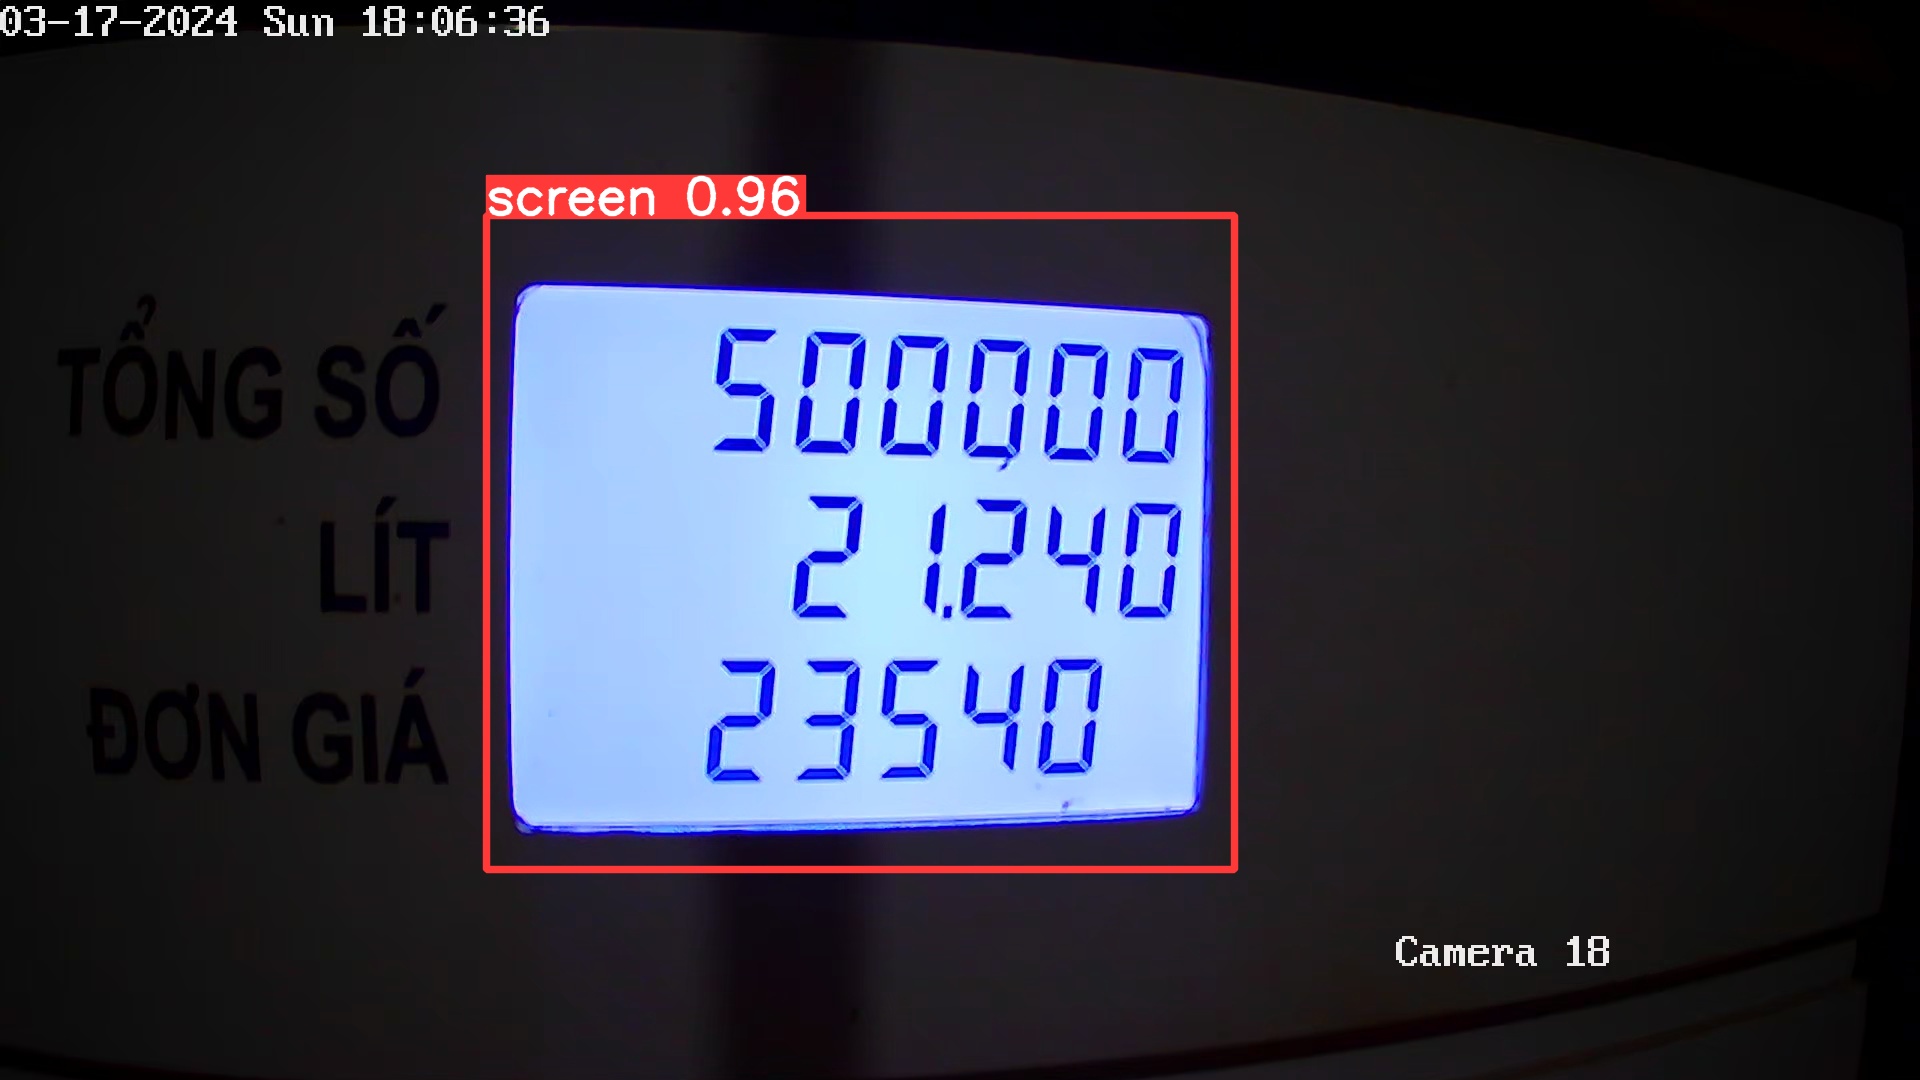 03-17-2024 Sun 18:06:36
screen 0.96
TỔNG SỐ 500000
LÍT 21.240
ĐƠN GIÁ 23540
Camera 18